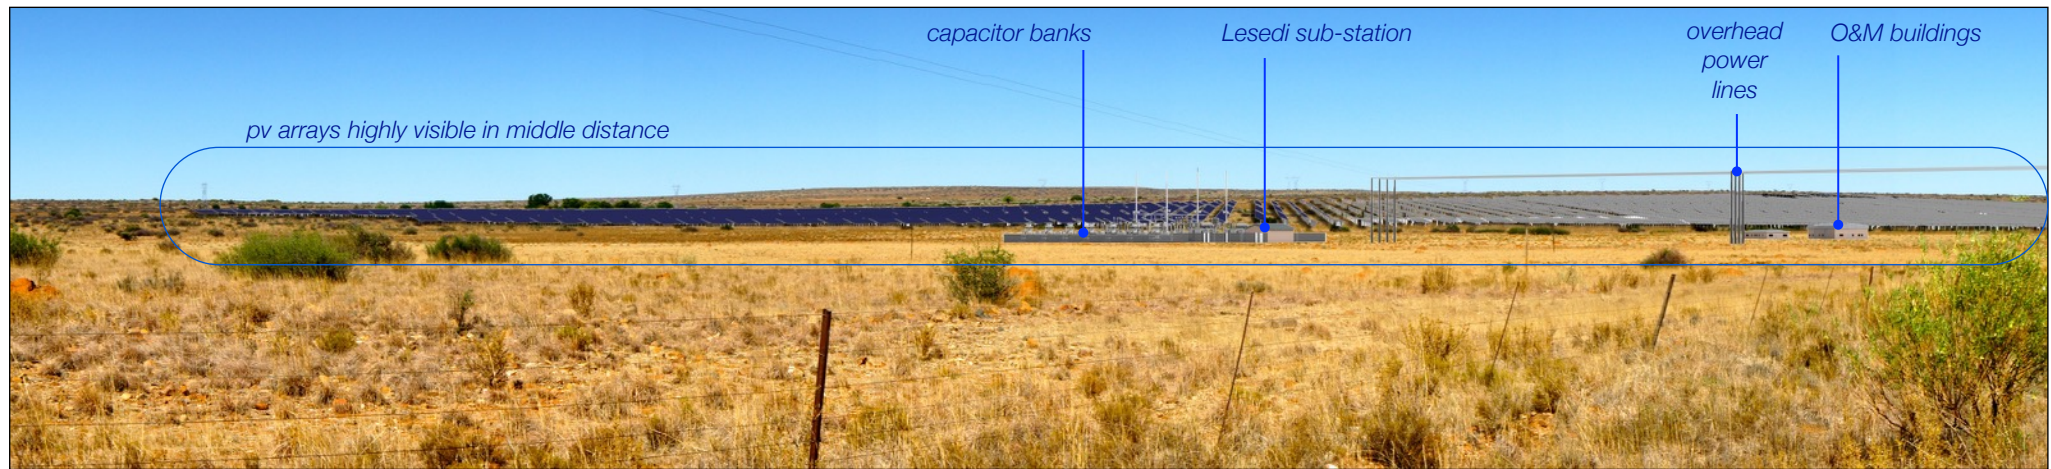 capacitor banks
Lesedi sub-station
overhead
power
lines
O&M buildings
pv arrays highly visible in middle distance